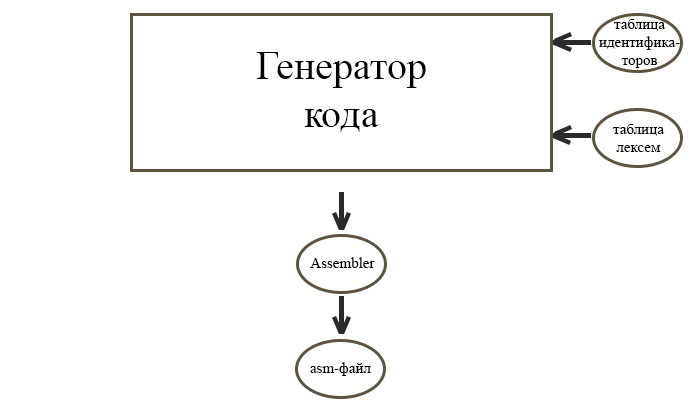 Генератор
кода
таблица
идентифика-
торов
таблица
лексем
Assembler
asm-файл